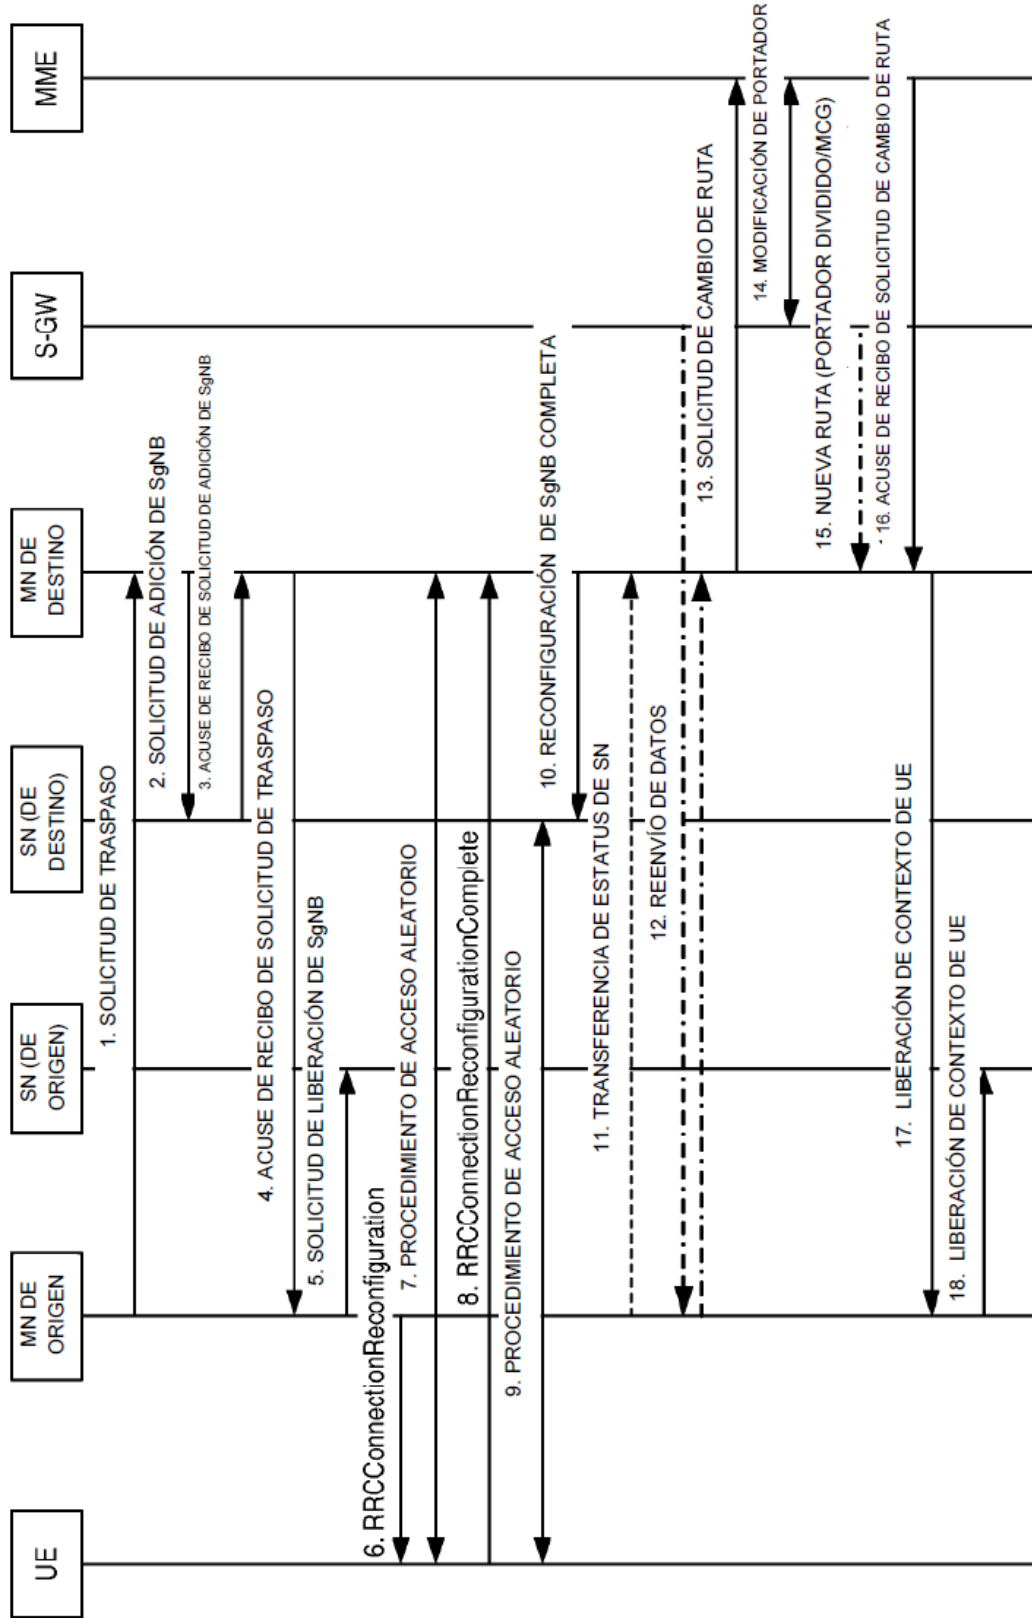 UE
MN DE
ORIGEN
SN (DE
ORIGEN)
SN (DE
DESTINO)
MN DE
DESTINO
S-GW
MME
1. SOLICITUD DE TRASPASO
2. SOLICITUD DE ADICIÓN DE SgNB
3. ACUSE DE RECIBO DE SOLICITUD DE ADICIÓN DE SgNB
4. ACUSE DE RECIBO DE SOLICITUD DE TRASPASO
5. SOLICITUD DE LIBERACIÓN DE SgNB
6. RRCConnectionReconfiguration
7. PROCEDIMIENTO DE ACCESO ALEATORIO
8. RRCConnectionReconfigurationComplete
9. PROCEDIMIENTO DE ACCESO ALEATORIO
10. RECONFIGURACIÓN DE SgNB COMPLETA
11. TRANSFERENCIA DE ESTATUS DE SN
12. REENVÍO DE DATOS
13. SOLICITUD DE CAMBIO DE RUTA
14. MODIFICACIÓN DE PORTADOR
15. NUEVA RUTA (PORTADOR DIVIDIDO/MCG)
16. ACUSE DE RECIBO DE SOLICITUD DE CAMBIO DE RUTA
17. LIBERACIÓN DE CONTEXTO DE UE
18. LIBERACIÓN DE CONTEXTO DE UE